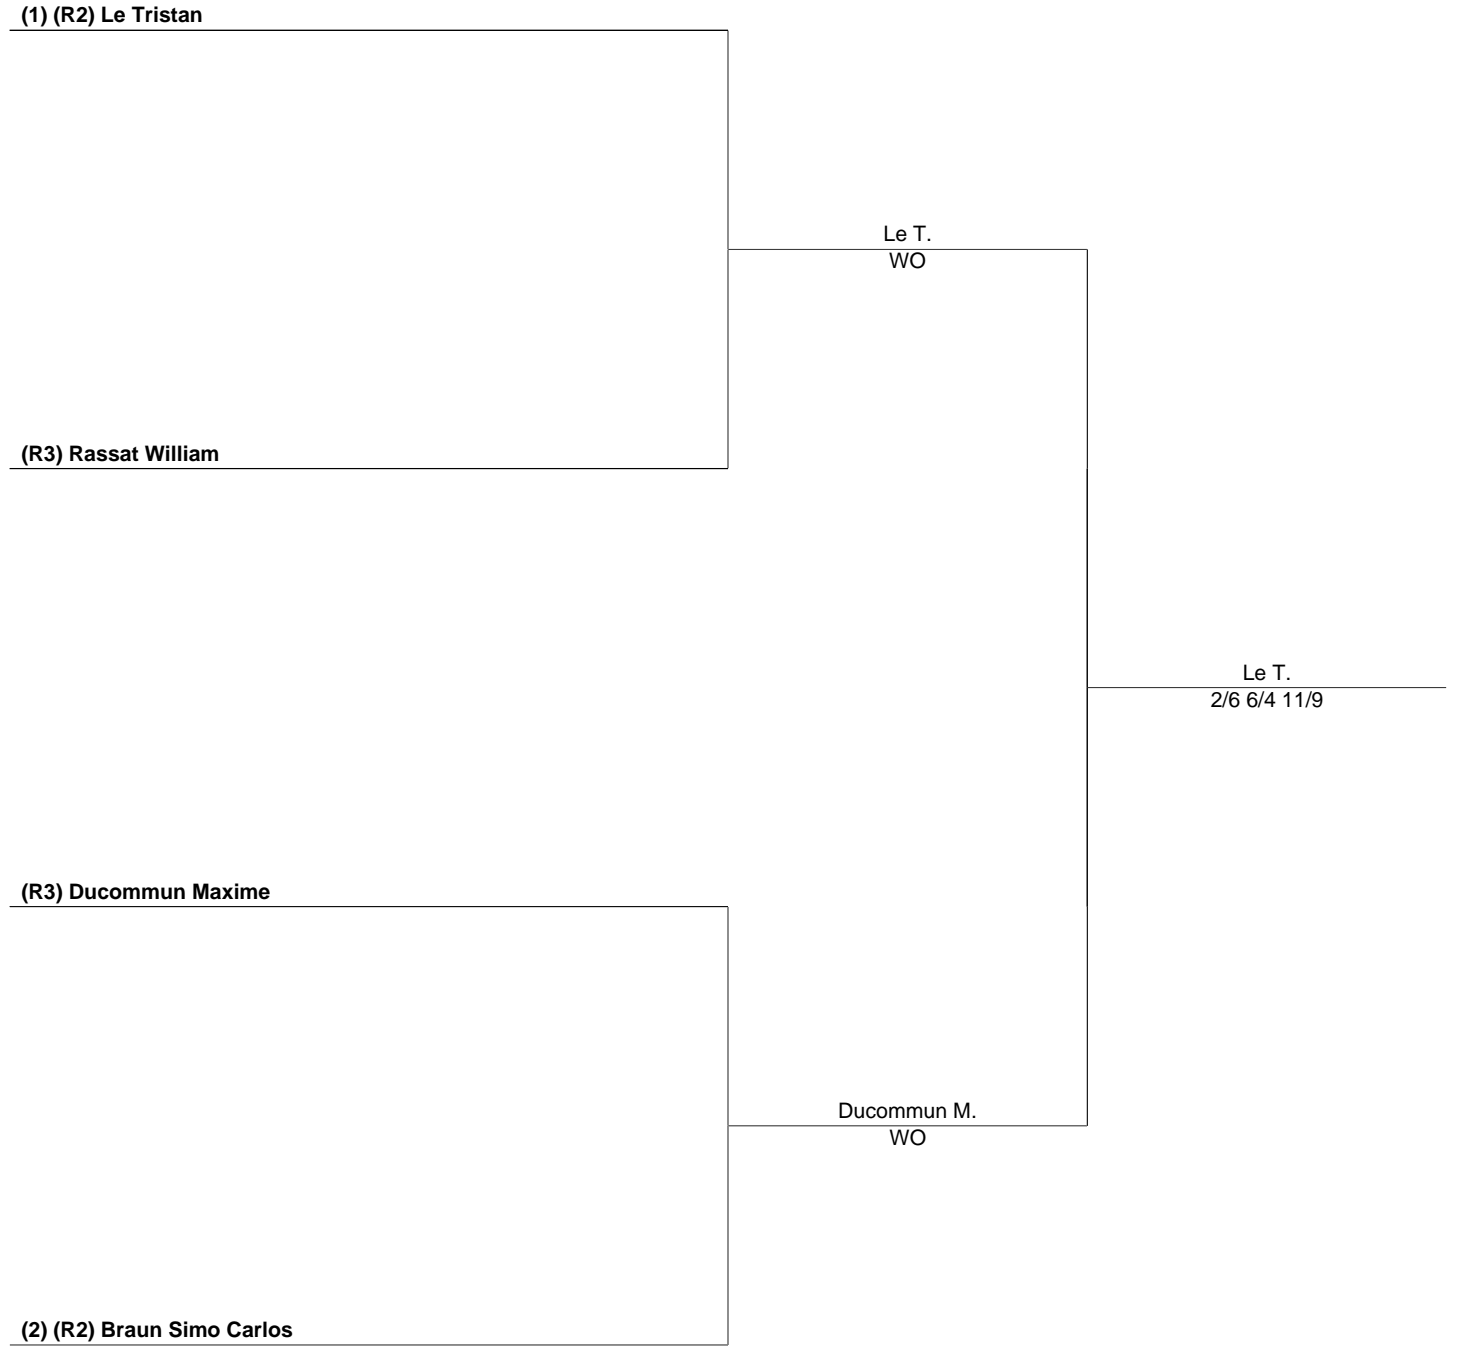 (1) (R2) Le Tristan
Le T.
WO
(R3) Rassat William
Le T.
2/6 6/4 11/9
(R3) Ducommun Maxime
Ducommun M.
WO
(2) (R2) Braun Simo Carlos